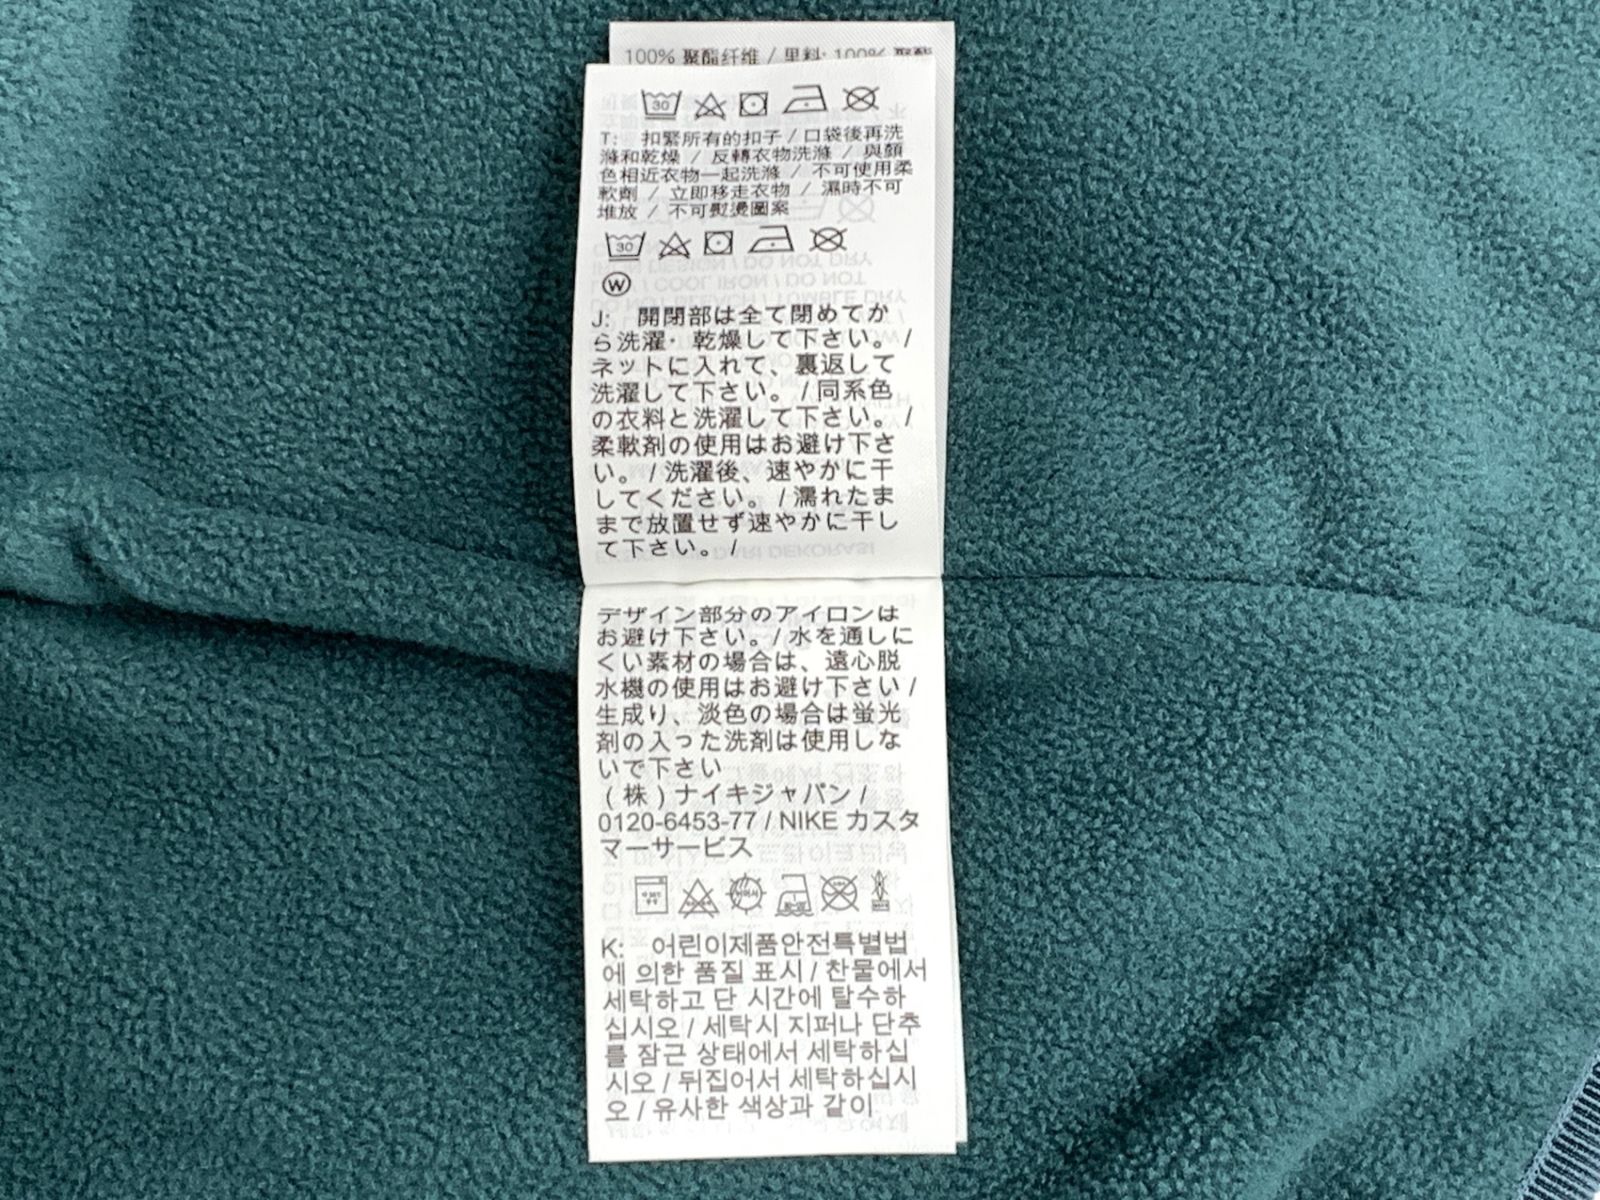 100% 聚酯纤维 / 里料: 100% 聚酯
30
T: 扣緊所有的扣子 / 口袋後再洗
滌和乾燥 / 反轉衣物洗滌 / 與顏
色相近衣物一起洗滌 / 不可使用柔
軟劑 / 立即移走衣物 / 濕時不可
堆放 / 不可熨燙圖案
30
W
J: 開閉部は全て閉めてか
ら洗濯・乾燥して下さい。/
ネットに入れて、裏返して
洗濯して下さい。/ 同系色
の衣料と洗濯して下さい。/
柔軟剤の使用はお避け下さ
い。/ 洗濯後、速やかに干
してください。/ 濡れたま
まで放置せず速やかに干し
て下さい。/
デザイン部分のアイロンは
お避け下さい。/ 水を通しに
くい素材の場合は、遠心脱
水機の使用はお避け下さい /
生成り、淡色の場合は蛍光
剤の入った洗剤は使用しな
いで下さい
(株)ナイキジャパン /
0120-6453-77 / NIKE カスタ
マーサービス
K: 어린이제품안전특별법
에 의한 품질 표시 / 찬물에서
세탁하고 단 시간에 탈수하
십시오 / 세탁시 지퍼나 단추
를 잠근 상태에서 세탁하십
시오 / 뒤집어서 세탁하십시
오 / 유사한 색상과 같이